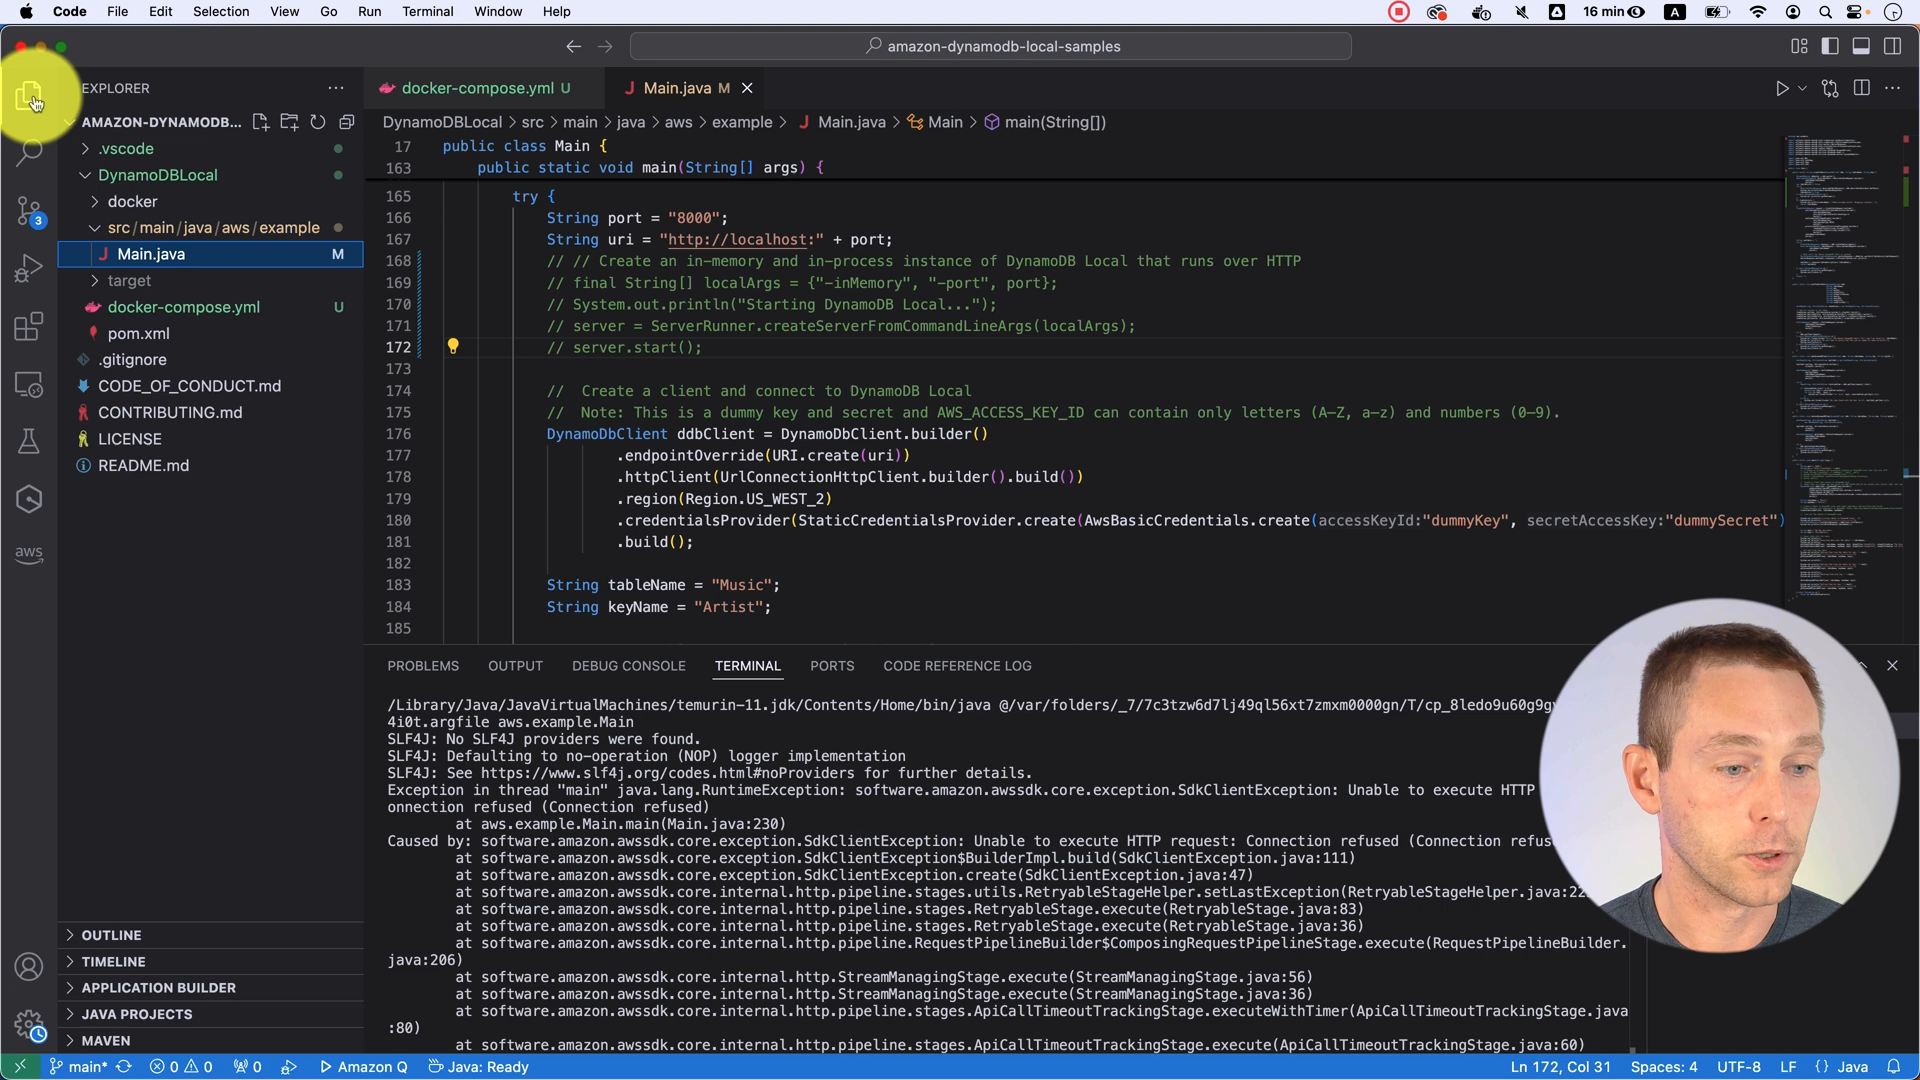 Code File Edit Selection View Go Run Terminal Window Help
16 min
A
amazon-dynamodb-local-samples
EXPLORER
docker-compose.yml U
Main.java M
AMAZON-DYNAMODB...
DynamoDBLocal > src > main > java > aws > example > Main.java > Main > main(String[])
.vscode
DynamoDBLocal
docker
src/main/java/aws/example
Main.java M
target
docker-compose.yml U
pom.xml
.gitignore
CODE_OF_CONDUCT.md
CONTRIBUTING.md
LICENSE
README.md
3
aws
OUTLINE
TIMELINE
APPLICATION BUILDER
JAVA PROJECTS
MAVEN
17 public class Main {
163 public static void main(String[] args) {
165 try {
166 String port = "8000";
167 String uri = "http://localhost:" + port;
168 // // Create an in-memory and in-process instance of DynamoDB Local that runs over HTTP
169 // final String[] localArgs = {"-inMemory", "-port", port};
170 // System.out.println("Starting DynamoDB Local...");
171 // server = ServerRunner.createServerFromCommandLineArgs(localArgs);
172 // server.start();
173
174 // Create a client and connect to DynamoDB Local
175 // Note: This is a dummy key and secret and AWS_ACCESS_KEY_ID can contain only letters (A–Z, a–z) and numbers (0–9).
176 DynamoDbClient ddbClient = DynamoDbClient.builder()
177 .endpointOverride(URI.create(uri))
178 .httpClient(UrlConnectionHttpClient.builder().build())
179 .region(Region.US_WEST_2)
180 .credentialsProvider(StaticCredentialsProvider.create(AwsBasicCredentials.create(accessKeyId:"dummyKey", secretAccessKey:"dummySecret")
181 .build();
182
183 String tableName = "Music";
184 String keyName = "Artist";
185
PROBLEMS OUTPUT DEBUG CONSOLE TERMINAL PORTS CODE REFERENCE LOG
/Library/Java/JavaVirtualMachines/temurin-11.jdk/Contents/Home/bin/java @/var/folders/_7/7c3tzw6d7lj49ql56xt7zmxm0000gn/T/cp_8ledo9u60g9g
4i0t.argfile aws.example.Main
SLF4J: No SLF4J providers were found.
SLF4J: Defaulting to no-operation (NOP) logger implementation
SLF4J: See https://www.slf4j.org/codes.html#noProviders for further details.
Exception in thread "main" java.lang.RuntimeException: software.amazon.awssdk.core.exception.SdkClientException: Unable to execute HTTP
onnection refused (Connection refused)
at aws.example.Main.main(Main.java:230)
Caused by: software.amazon.awssdk.core.exception.SdkClientException: Unable to execute HTTP request: Connection refused (Connection refus
at software.amazon.awssdk.core.exception.SdkClientException$BuilderImpl.build(SdkClientException.java:111)
at software.amazon.awssdk.core.exception.SdkClientException.create(SdkClientException.java:47)
at software.amazon.awssdk.core.internal.http.pipeline.stages.utils.RetryableStageHelper.setLastException(RetryableStageHelper.java:22
at software.amazon.awssdk.core.internal.http.pipeline.stages.RetryableStage.execute(RetryableStage.java:83)
at software.amazon.awssdk.core.internal.http.pipeline.stages.RetryableStage.execute(RetryableStage.java:36)
at software.amazon.awssdk.core.internal.http.pipeline.RequestPipelineBuilder$ComposingRequestPipelineStage.execute(RequestPipelineBuilder.
java:206)
at software.amazon.awssdk.core.internal.http.StreamManagingStage.execute(StreamManagingStage.java:56)
at software.amazon.awssdk.core.internal.http.StreamManagingStage.execute(StreamManagingStage.java:36)
at software.amazon.awssdk.core.internal.http.pipeline.stages.ApiCallTimeoutTrackingStage.executeWithTimer(ApiCallTimeoutTrackingStage.java
:80)
at software.amazon.awssdk.core.internal.http.pipeline.stages.ApiCallTimeoutTrackingStage.execute(ApiCallTimeoutTrackingStage.java:60)
main* 0 0 0 Amazon Q Java: Ready Ln 172, Col 31 Spaces: 4 UTF-8 LF {} Java